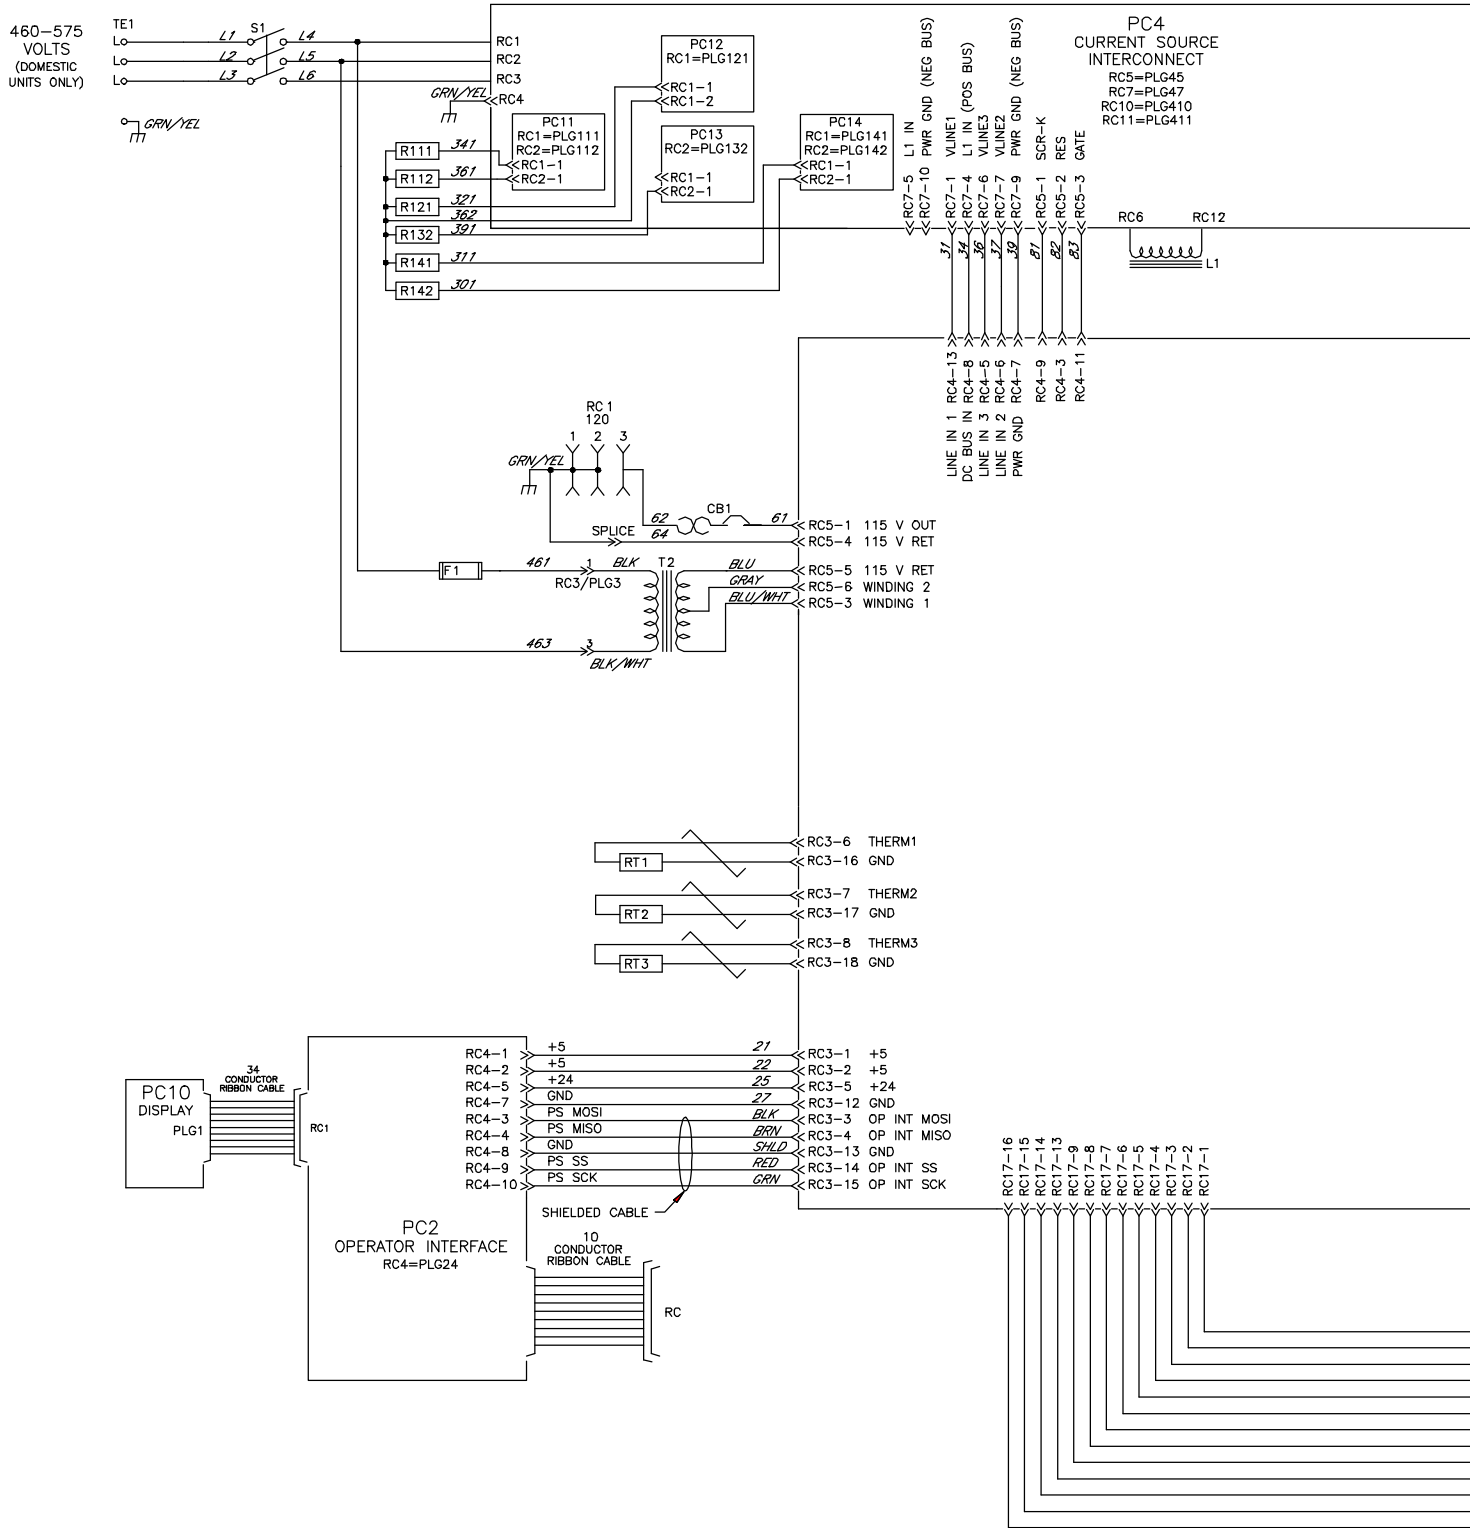 460-575
VOLTS
(DOMESTIC
UNITS ONLY)
TE1
L
L
L
GRN/YEL
S1
L1
L2
L3
L4
L5
L6
RC1
RC2
RC3
RC4
GRN/YEL
PC11
RC1=PLG111
RC2=PLG112
RC1-1
RC2-1
PC12
RC1=PLG121
RC1-1
RC1-2
PC13
RC2=PLG132
RC1-1
RC2-1
PC14
RC1=PLG141
RC2=PLG142
RC1-1
RC2-1
R111 341
R112 361
R121 321
362
R132 391
R141 311
R142 301
PC4
CURRENT SOURCE
INTERCONNECT
RC5=PLG45
RC7=PLG47
RC10=PLG410
RC11=PLG411
RC7-5 L1 IN
RC7-10 PWR GND (NEG BUS)
RC7-1 VLINE1
RC7-4 L1 IN (POS BUS)
RC7-6 VLINE3
RC7-7 VLINE2
RC7-9 PWR GND (NEG BUS)
RC5-1 SCR-K
RC5-2 RES
RC5-3 GATE
RC6
RC12
L1
31
34
36
37
39
81
82
83
LINE IN 1 RC4-13
DC BUS IN RC4-8
LINE IN 3 RC4-5
LINE IN 2 RC4-6
PWR GND RC4-7
RC4-9
RC4-3
RC4-11
RC1
120
1 2 3
GRN/YEL
62
CB1
61
RC5-1 115 V OUT
SPLICE
64
RC5-4 115 V RET
F1
461
1
RC3/PLG3
BLK
T2
BLU
RC5-5 115 V RET
GRAY
RC5-6 WINDING 2
BLU/WHT
RC5-3 WINDING 1
463
3
BLK/WHT
RC3-6 THERM1
RT1
RC3-16 GND
RC3-7 THERM2
RT2
RC3-17 GND
RC3-8 THERM3
RT3
RC3-18 GND
PC10
DISPLAY
PLG1
34
CONDUCTOR
RIBBON CABLE
RC1
RC4-1 +5 21 RC3-1 +5
RC4-2 +5 22 RC3-2 +5
RC4-5 +24 25 RC3-5 +24
RC4-7 GND 27 RC3-12 GND
RC4-3 PS MOSI BLK RC3-3 OP INT MOSI
RC4-4 PS MISO BRN RC3-4 OP INT MISO
RC4-8 GND SHLD RC3-13 GND
RC4-9 PS SS RED RC3-14 OP INT SS
RC4-10 PS SCK GRN RC3-15 OP INT SCK
SHIELDED CABLE
PC2
OPERATOR INTERFACE
RC4=PLG24
10
CONDUCTOR
RIBBON CABLE
RC
RC17-16
RC17-15
RC17-14
RC17-13
RC17-9
RC17-8
RC17-7
RC17-6
RC17-5
RC17-4
RC17-3
RC17-2
RC17-1